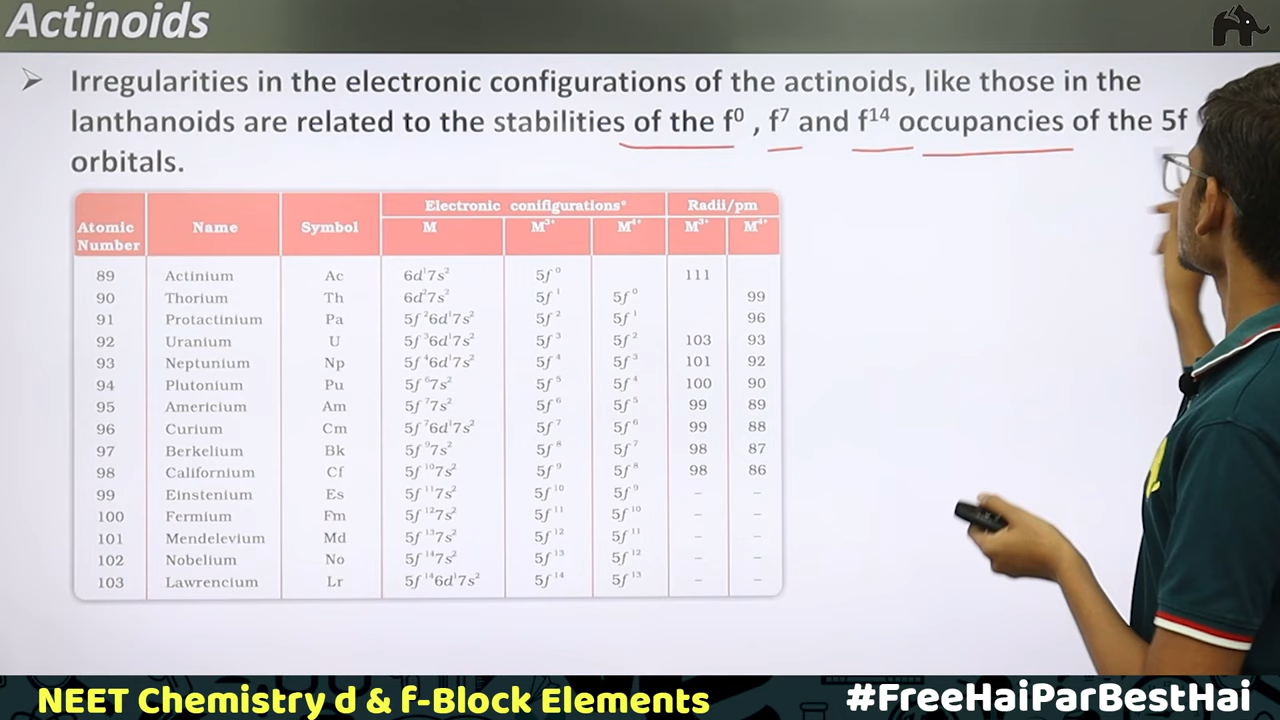 Actinoids
➢ Irregularities in the electronic configurations of the actinoids, like those in the
lanthanoids are related to the stabilities of the f⁰ , f⁷ and f¹⁴ occupancies of the 5f
orbitals.
Atomic Number Name Symbol Electronic conifigurations* Radii/pm
M M³⁺ M⁴⁺ M³⁺ M⁴⁺
89 Actinium Ac 6d¹7s² 5f⁰ 111
90 Thorium Th 6d²7s² 5f¹ 5f⁰ 99
91 Protactinium Pa 5f²6d¹7s² 5f² 5f¹ 96
92 Uranium U 5f³6d¹7s² 5f³ 5f² 103 93
93 Neptunium Np 5f⁴6d¹7s² 5f⁴ 5f³ 101 92
94 Plutonium Pu 5f⁶7s² 5f⁵ 5f⁴ 100 90
95 Americium Am 5f⁷7s² 5f⁶ 5f⁵ 99 89
96 Curium Cm 5f⁷6d¹7s² 5f⁷ 5f⁶ 99 88
97 Berkelium Bk 5f⁹7s² 5f⁸ 5f⁷ 98 87
98 Californium Cf 5f¹⁰7s² 5f⁹ 5f⁸ 98 86
99 Einstenium Es 5f¹¹7s² 5f¹⁰ 5f⁹ – –
100 Fermium Fm 5f¹²7s² 5f¹¹ 5f¹⁰ – –
101 Mendelevium Md 5f¹³7s² 5f¹² 5f¹¹ – –
102 Nobelium No 5f¹⁴7s² 5f¹³ 5f¹² – –
103 Lawrencium Lr 5f¹⁴6d¹7s² 5f¹⁴ 5f¹³ – –
NEET Chemistry d & f-Block Elements
#FreeHaiParBestHai